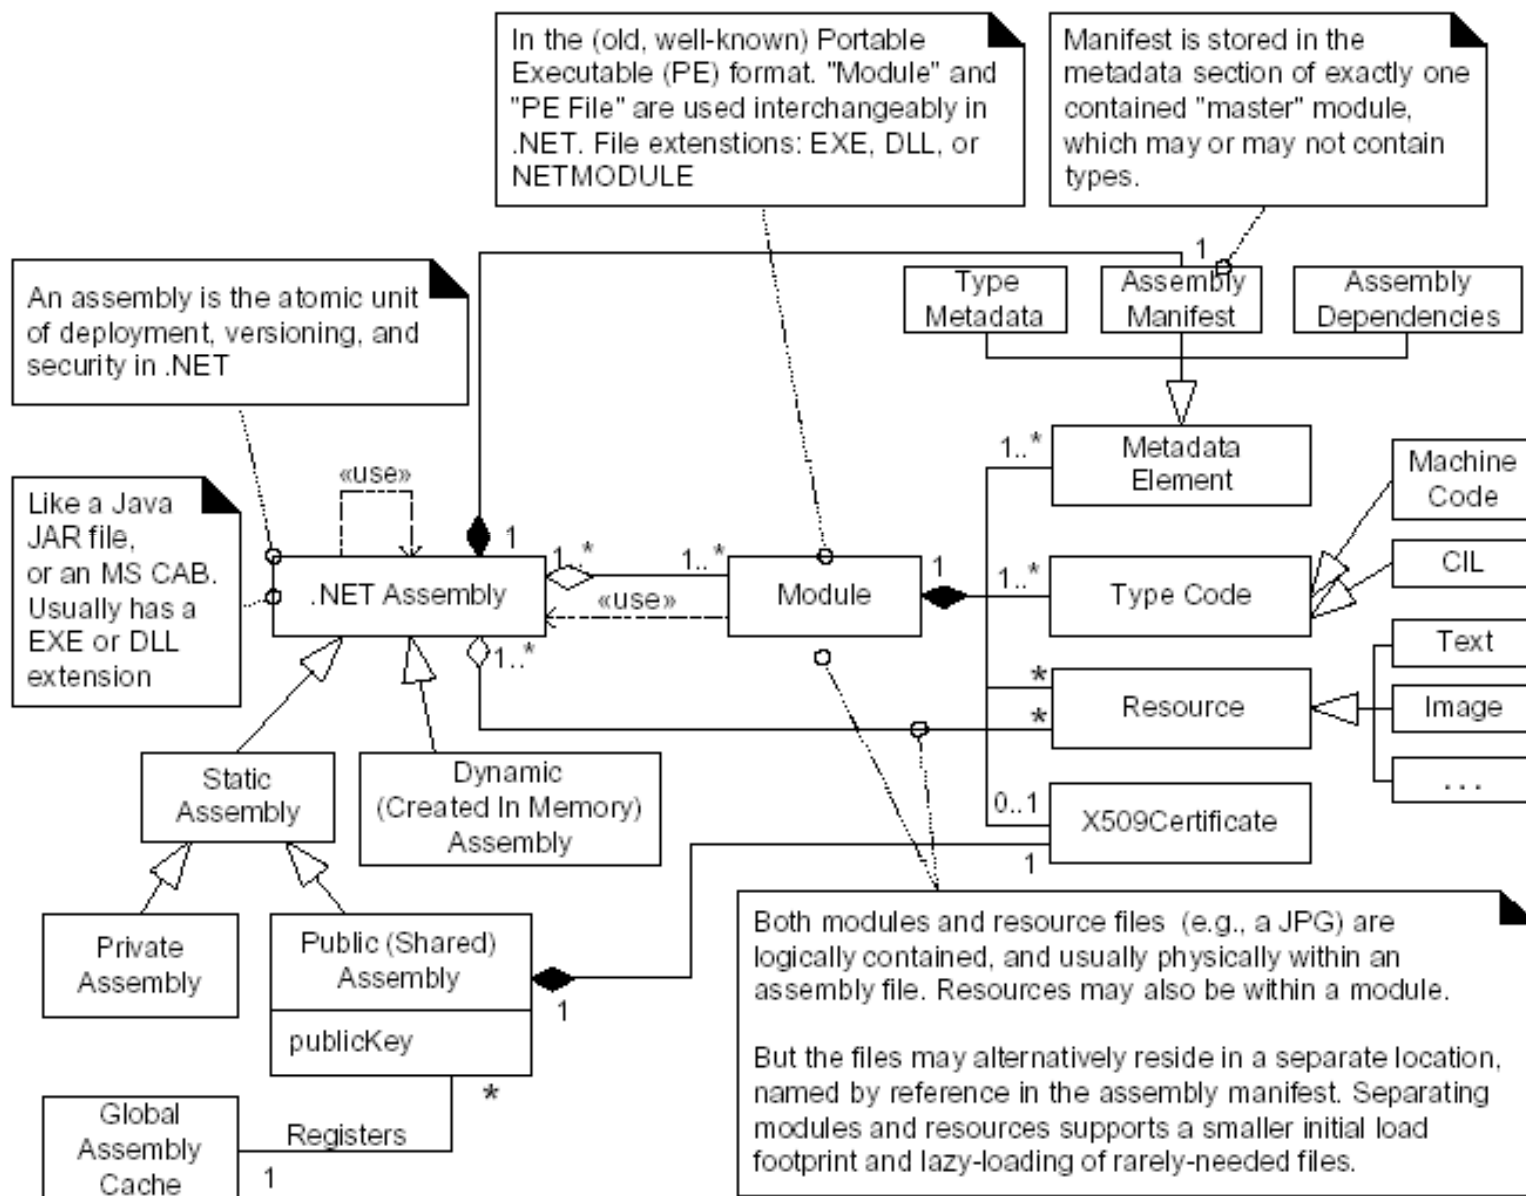 In the (old, well-known) Portable
Executable (PE) format. "Module" and
"PE File" are used interchangeably in
.NET. File extenstions: EXE, DLL, or
NETMODULE
Manifest is stored in the
metadata section of exactly one
contained "master" module,
which may or may not contain
types.
An assembly is the atomic unit
of deployment, versioning, and
security in .NET
1
Type
Metadata
Assembly
Manifest
Assembly
Dependencies
Like a Java
JAR file,
or an MS CAB.
Usually has a
EXE or DLL
extension
«use»
1
1..*
Metadata
Element
Machine
Code
.NET Assembly
1..*
1..*
«use»
Module
1
1..*
Type Code
CIL
1..*
*
*
Resource
Text
Image
...
Static
Assembly
Dynamic
(Created In Memory)
Assembly
0..1
X509Certificate
1
Private
Assembly
Public (Shared)
Assembly
publicKey
1
*
Global
Assembly
Cache
Registers
1
Both modules and resource files (e.g., a JPG) are
logically contained, and usually physically within an
assembly file. Resources may also be within a module.
But the files may alternatively reside in a separate location,
named by reference in the assembly manifest. Separating
modules and resources supports a smaller initial load
footprint and lazy-loading of rarely-needed files.